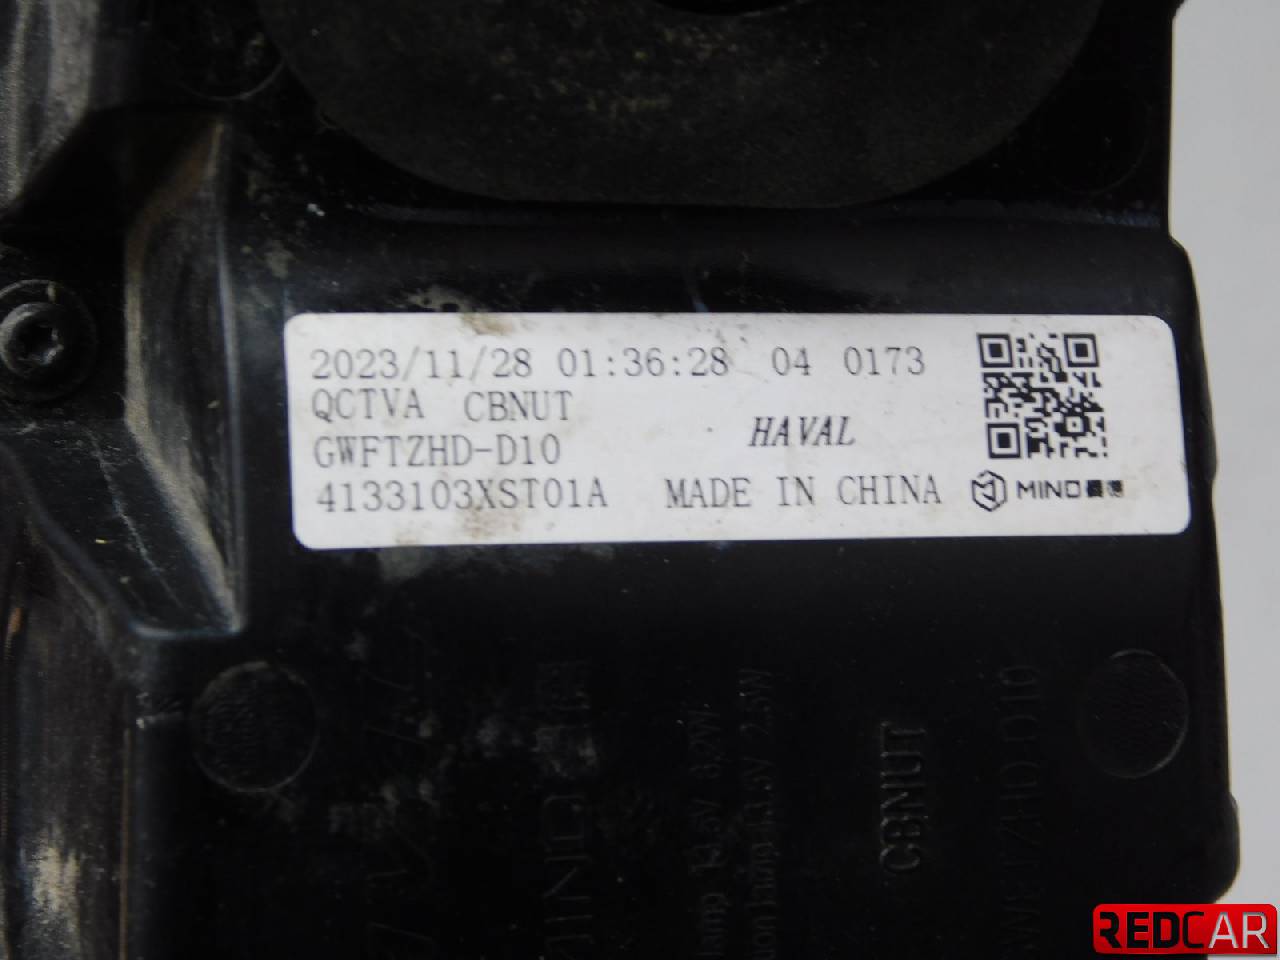 2023/11/28 01:36:28 04 0173
QCTVA CBNUT
HAVAL
GWFTZHD-D10
4133103XST01A MADE IN CHINA
MIND
CBNUT
REDCAR